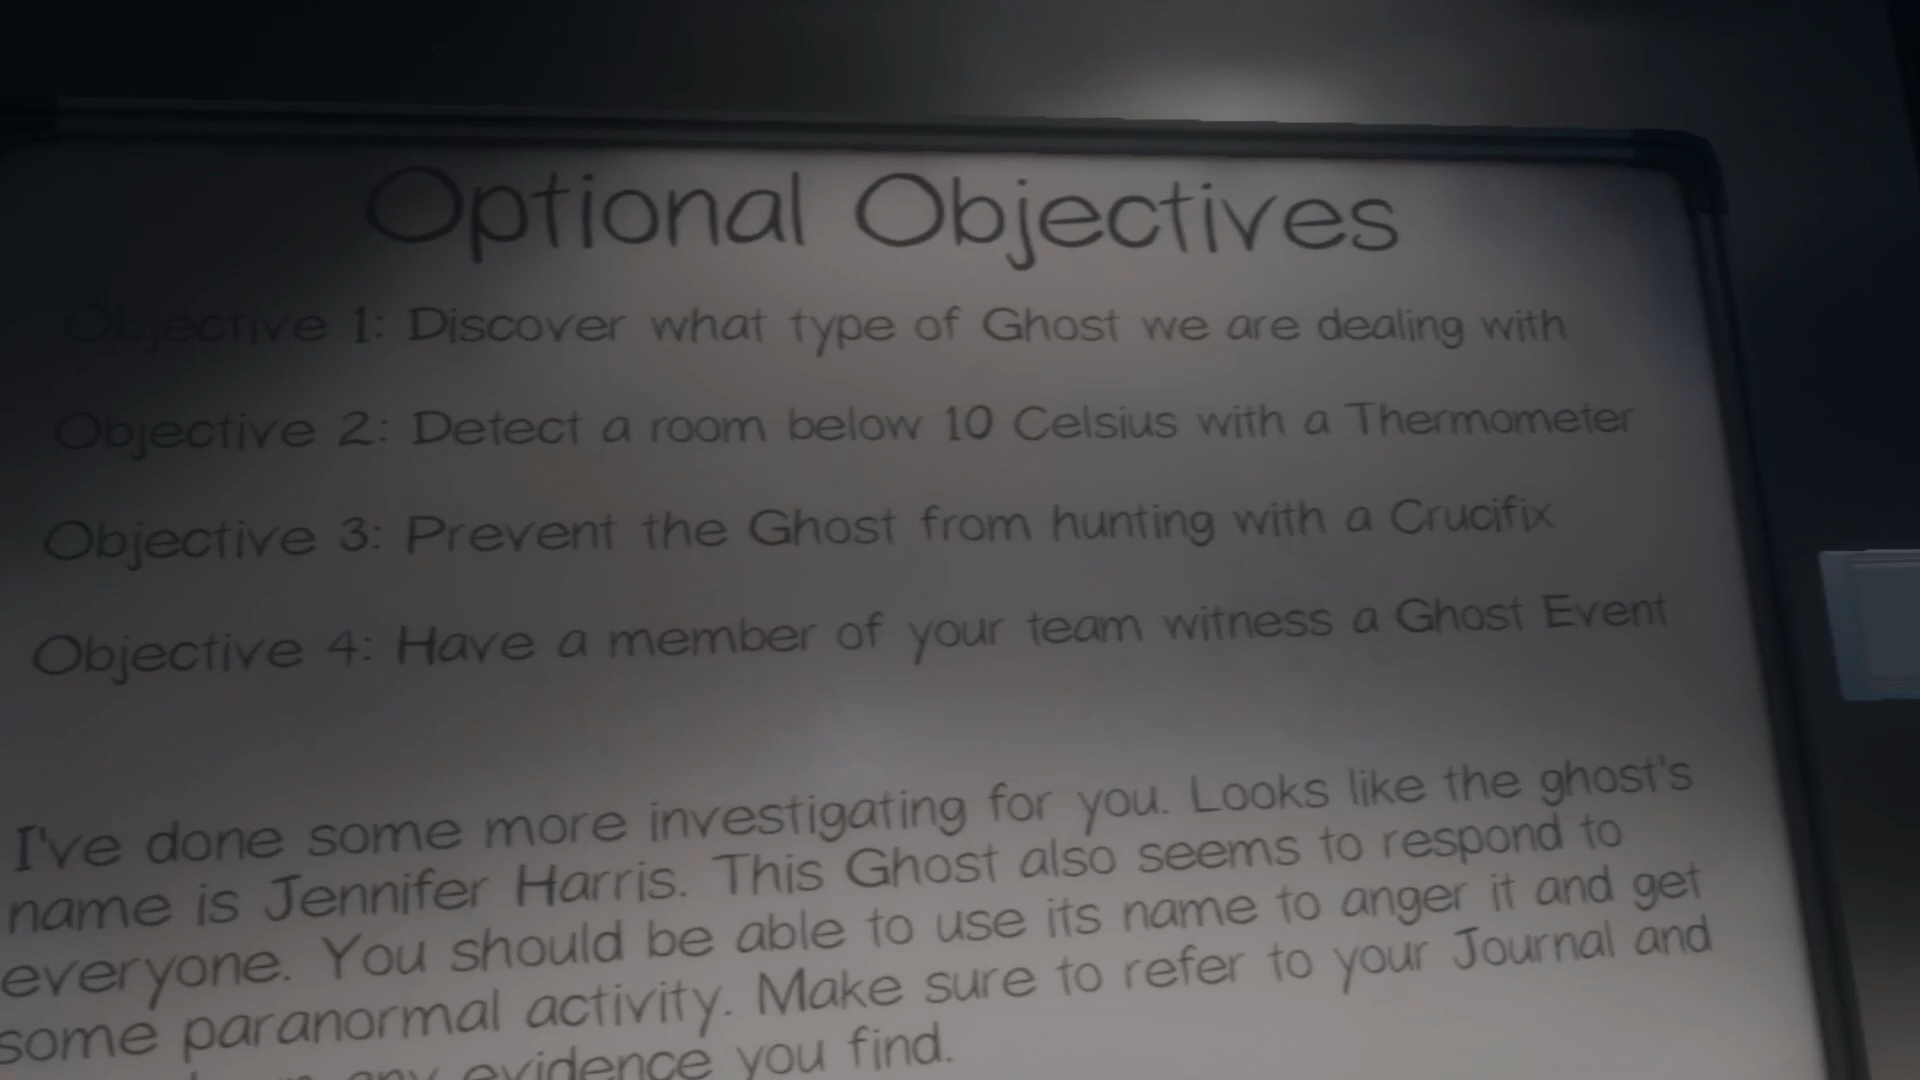 Optional Objectives
Objective 1: Discover what type of Ghost we are dealing with
Objective 2: Detect a room below 10 Celsius with a Thermometer
Objective 3: Prevent the Ghost from hunting with a Crucifix
Objective 4: Have a member of your team witness a Ghost Event
I've done some more investigating for you. Looks like the ghost's
name is Jennifer Harris. This Ghost also seems to respond to
everyone. You should be able to use its name to anger it and get
some paranormal activity. Make sure to refer to your Journal and
any evidence you find.